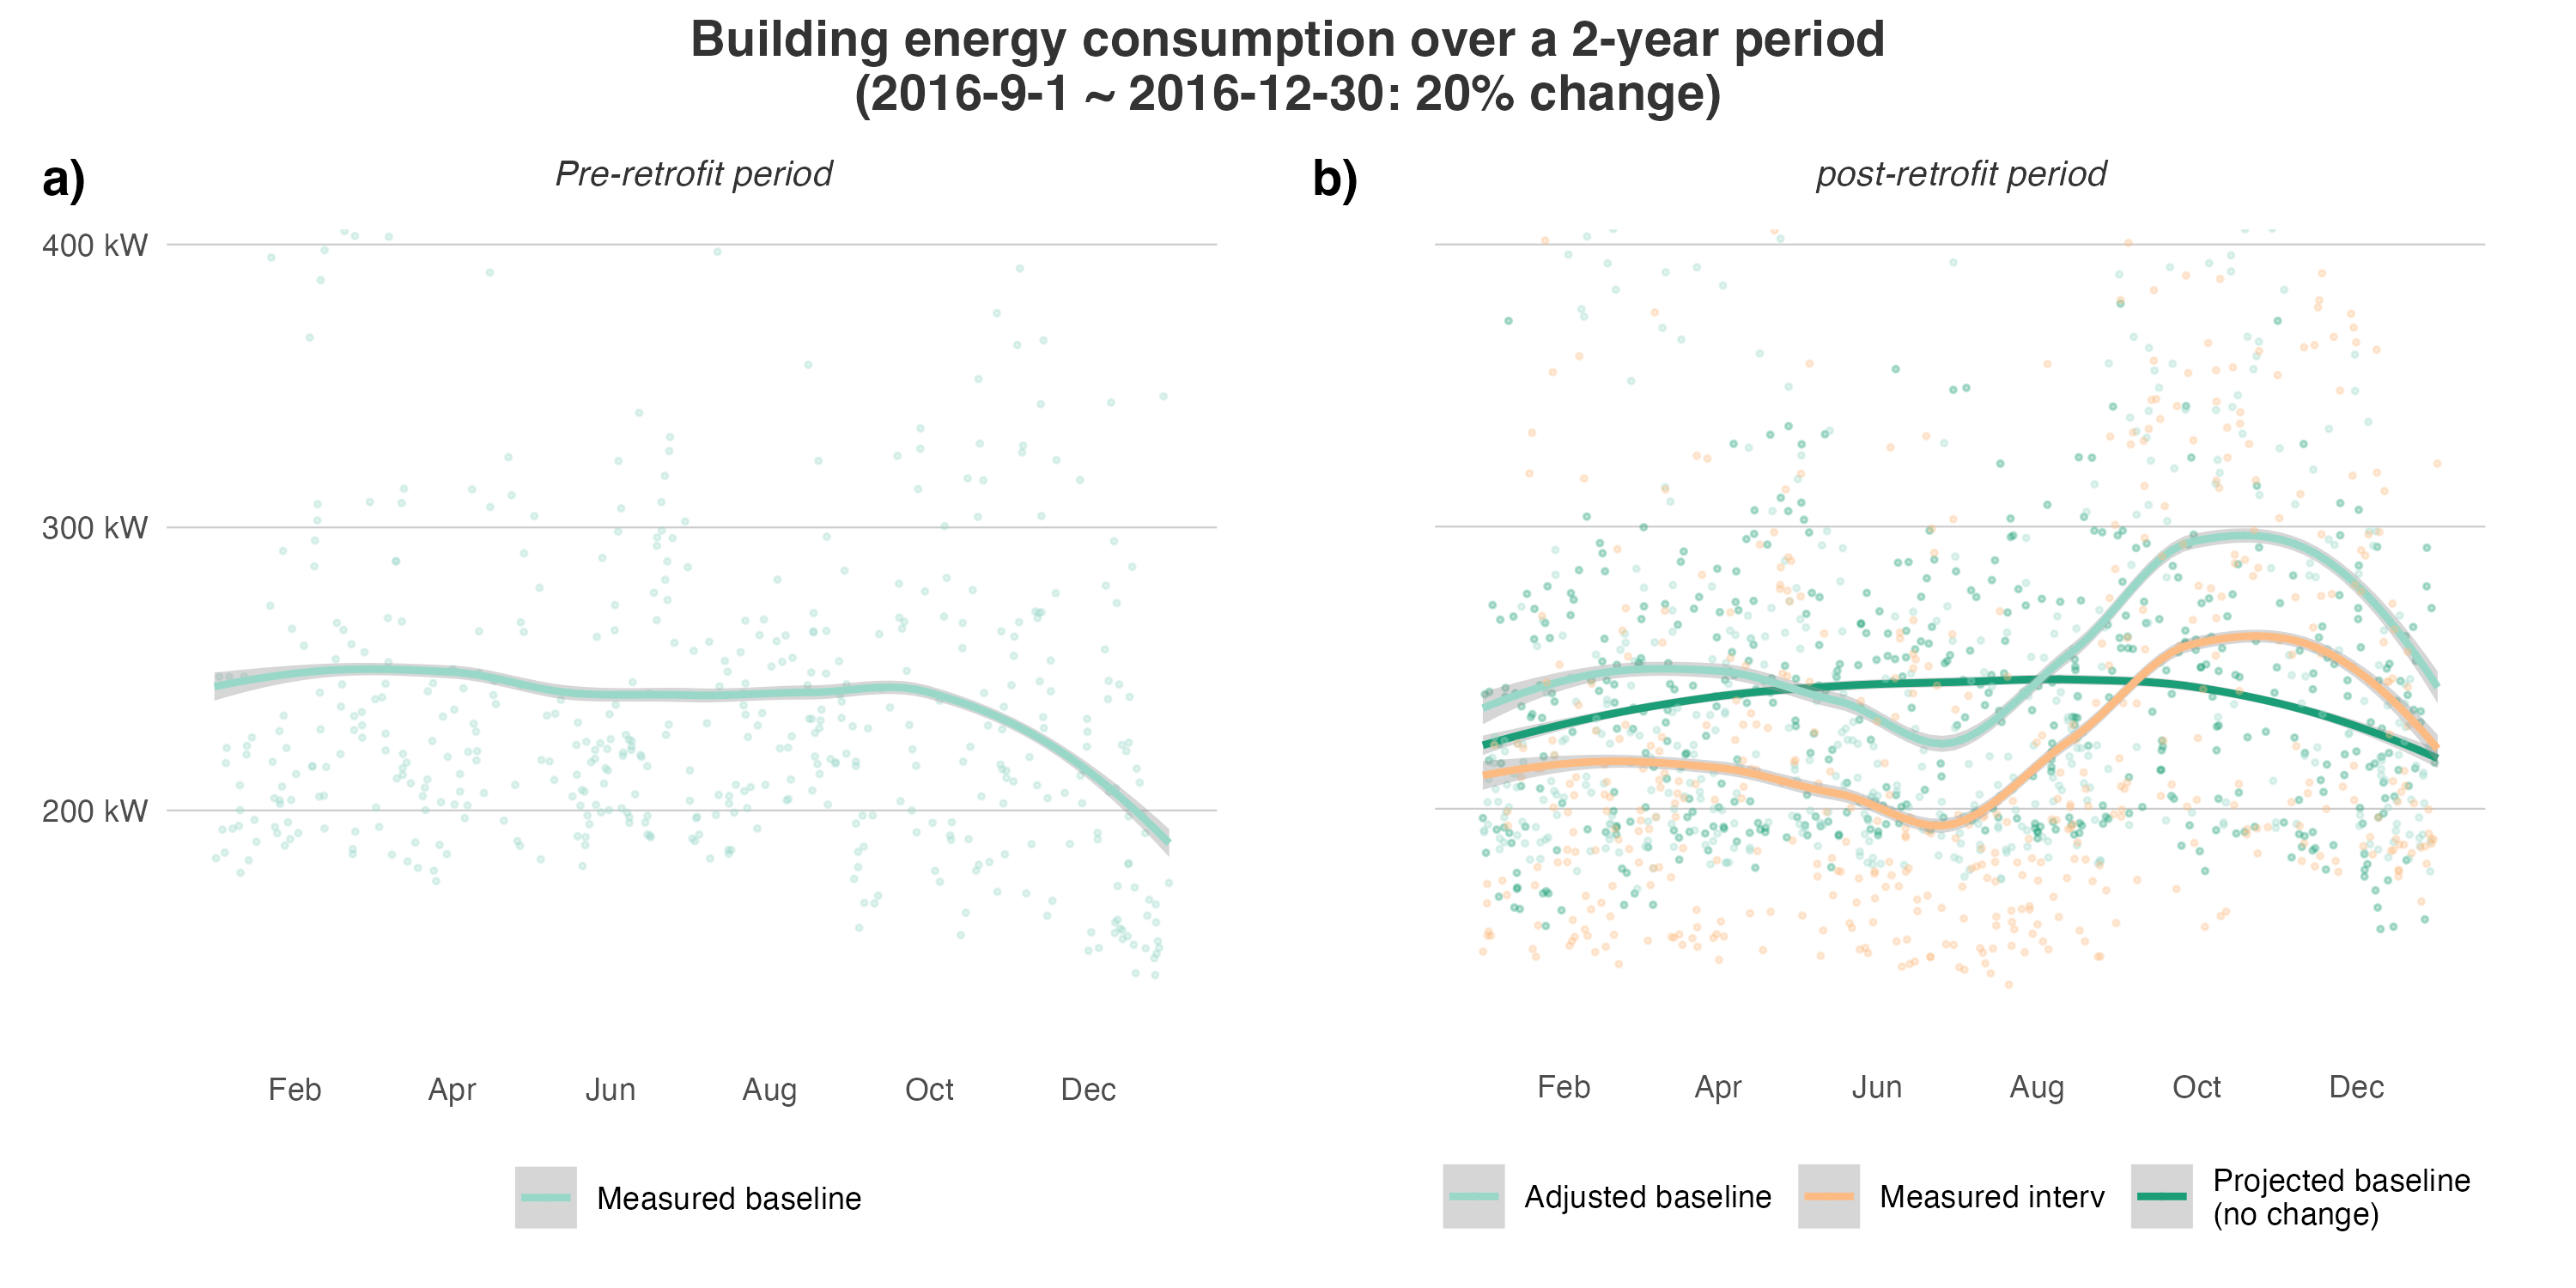 Building energy consumption over a 2-year period
(2016-9-1 ~ 2016-12-30: 20% change)
a)
Pre-retrofit period
400 kW
300 kW
200 kW
Feb Apr Jun Aug Oct Dec
Measured baseline
b)
post-retrofit period
Feb Apr Jun Aug Oct Dec
Adjusted baseline
Measured interv
Projected baseline
(no change)